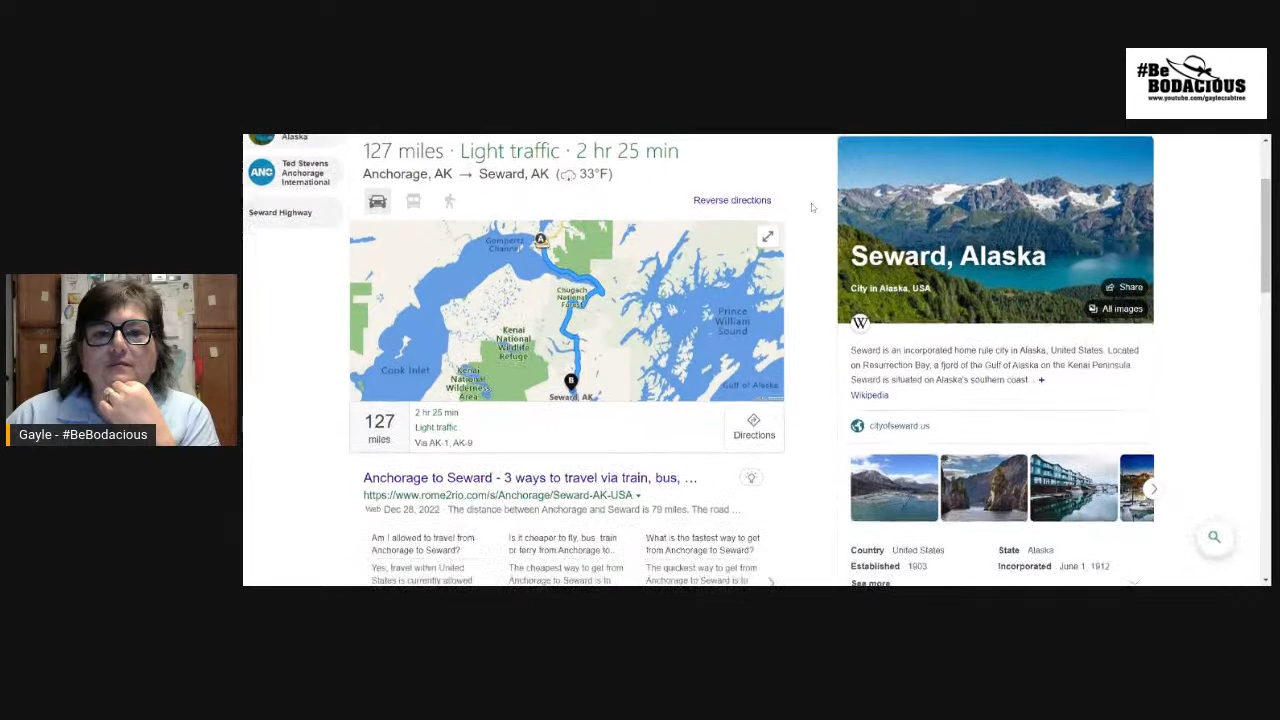 #Be
BODACIOUS
www.youtube.com/gaylecrabtree
Alaska
ANC
Ted Stevens
Anchorage
International
Seward Highway
127 miles · Light traffic · 2 hr 25 min
Anchorage, AK → Seward, AK (33°F)
Reverse directions
A
Chugach
National
Forest
Prince
William
Sound
Kenai
National
Wildlife
Refuge
Cook Inlet
Kenai
National
Wilderness
Area
Gulf of Alaska
B
Seward, AK
127
miles
2 hr 25 min
Light traffic
Via AK-1, AK-9
Directions
Anchorage to Seward - 3 ways to travel via train, bus, …
https://www.rome2rio.com/s/Anchorage/Seward-AK-USA
Web Dec 28, 2022 · The distance between Anchorage and Seward is 79 miles. The road ...
Am I allowed to travel from
Anchorage to Seward?
Yes, travel within United
States is currently allowed
Is it cheaper to fly, bus, train
or ferry from Anchorage to...
The cheapest way to get from
Anchorage to Seward is to
What is the fastest way to get
from Anchorage to Seward?
The quickest way to get from
Anchorage to Seward is to
Seward, Alaska
City in Alaska, USA
Share
All images
W
Seward is an incorporated home rule city in Alaska, United States. Located
on Resurrection Bay, a fjord of the Gulf of Alaska on the Kenai Peninsula.
Seward is situated on Alaska's southern coast… +
Wikipedia
cityofseward.us
Country United States
State Alaska
Established 1903
Incorporated June 1, 1912
See more
Gayle - #BeBodacious